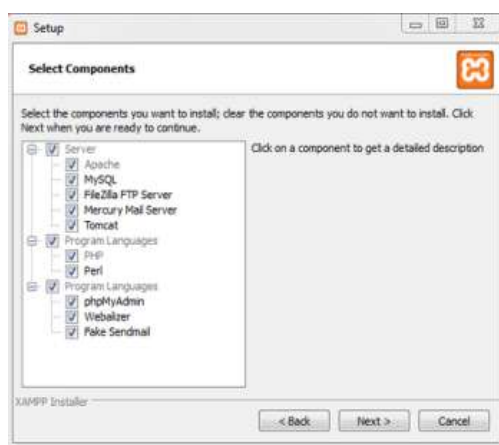 Setup
Select Components
Select the components you want to install; clear the components you do not want to install. Click
Next when you are ready to continue.
Server
Apache
MySQL
FileZilla FTP Server
Mercury Mail Server
Tomcat
Program Languages
PHP
Perl
Program Languages
phpMyAdmin
Webalizer
Fake Sendmail
Click on a component to get a detailed description
XAMPP Installer
< Back
Next >
Cancel